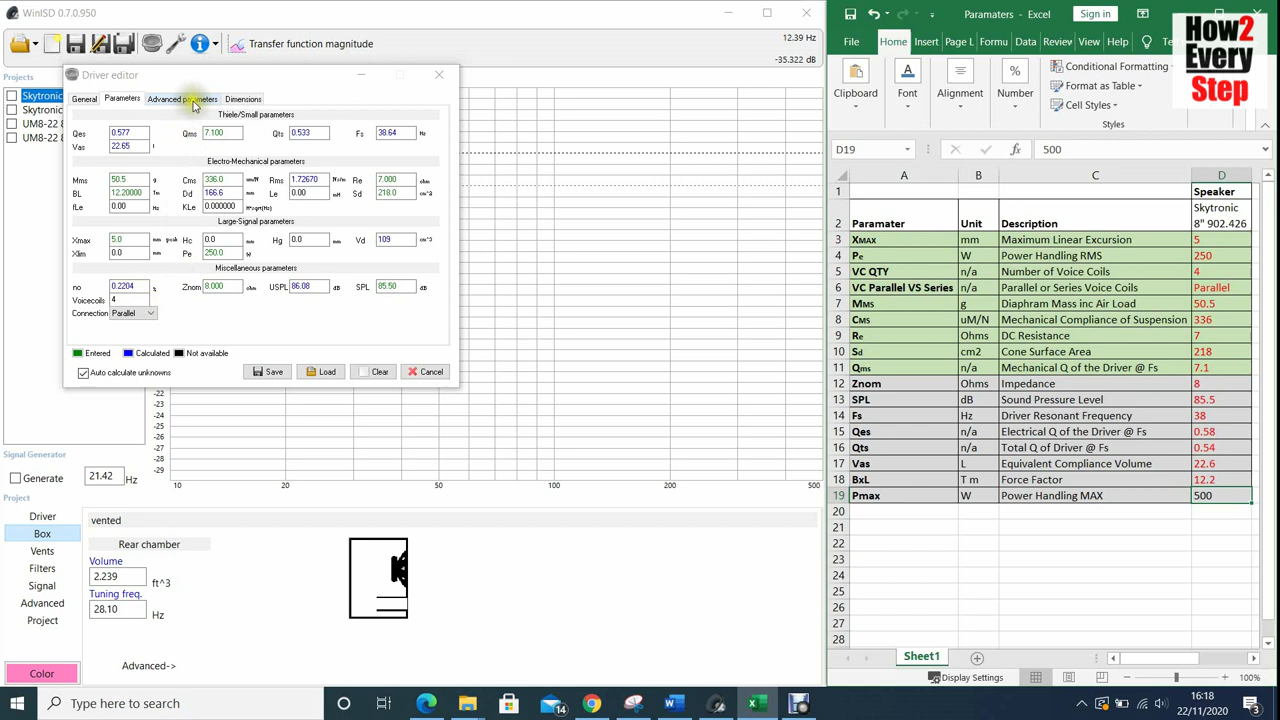 WinISD 0.7.0.950
Transfer function magnitude
12.39 Hz
-35.322 dB
Projects
Skytronic
Skytronic
UM8-22 8
UM8-22 8
Driver editor
General Parameters Advanced parameters Dimensions
Thiele/Small parameters
Qes 0.577 Qms 7.100 Qts 0.533 Fs 38.64 Hz
Vas 22.65 l
Electro-Mechanical parameters
Mms 50.5 g Cms 336.0 um/N Rms 1.72670 Ns/m Re 7.000 ohm
BL 12.20000 Tm Dd 166.6 mm Le 0.00 mH Sd 218.0 cm^2
fLe 0.00 Hz KLe 0.000000 H*sqrt(Hz)
Large-Signal parameters
Xmax 5.0 mm peak Hc 0.0 mm Hg 0.0 mm Vd 109 cm^3
Xlim 0.0 mm Pe 250.0 W
Miscellaneous parameters
no 0.2204 % Znom 8.000 ohm USPL 86.08 dB SPL 85.50 dB
Voicecoils 4
Connection Parallel
Entered Calculated Not available
Auto calculate unknowns Save Load Clear Cancel
-22
-23
-24
-25
-26
-27
-28
-29
10 20 50 100 200 500
Signal Generator
Generate 21.42 Hz
Project
Driver
Box
Vents
Filters
Signal
Advanced
Project
Color
vented
Rear chamber
Volume
2.239 ft^3
Tuning freq.
28.10 Hz
Advanced->
Paramaters - Excel Sign in
File Home Insert Page L Formu Data Review View Help Te
Clipboard Font Alignment Number
Conditional Formatting
Format as Table
Cell Styles
Styles
How2
Every
Step
D19 fx 500
A B C D
1 Speaker
2 Paramater Unit Description Skytronic 8" 902.426
3 XMAX mm Maximum Linear Excursion 5
4 Pe W Power Handling RMS 250
5 VC QTY n/a Number of Voice Coils 4
6 VC Parallel VS Series n/a Parallel or Series Voice Coils Parallel
7 MMS g Diaphram Mass inc Air Load 50.5
8 CMS uM/N Mechanical Compliance of Suspension 336
9 Re Ohms DC Resistance 7
10 Sd cm2 Cone Surface Area 218
11 Qms n/a Mechanical Q of the Driver @ Fs 7.1
12 Znom Ohms Impedance 8
13 SPL dB Sound Pressure Level 85.5
14 Fs Hz Driver Resonant Frequency 38
15 Qes n/a Electrical Q of the Driver @ Fs 0.58
16 Qts n/a Total Q of Driver @ Fs 0.54
17 Vas L Equivalent Compliance Volume 22.6
18 BxL T m Force Factor 12.2
19 Pmax W Power Handling MAX 500
20
21
22
23
24
25
26
27
28
Sheet1
Display Settings 100%
Type here to search
14
16:18
22/11/2020
3